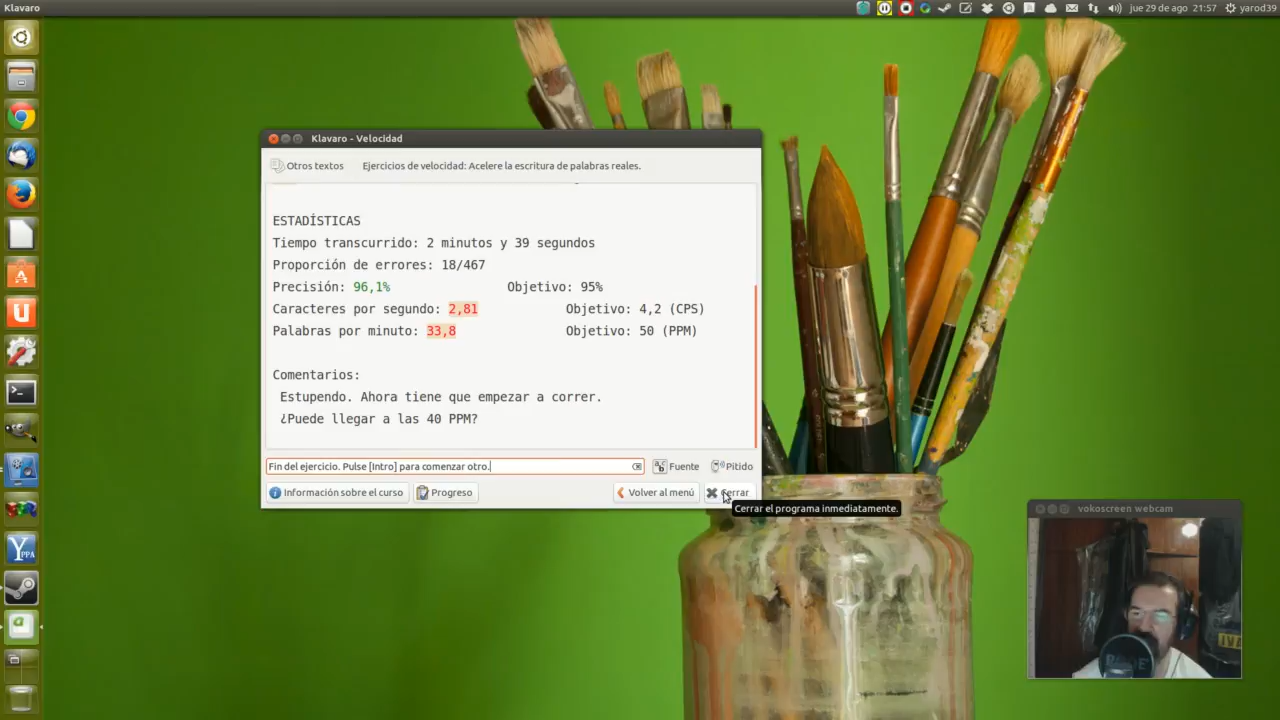 Klavaro
jue 29 de ago 21:57
yarod39
Klavaro - Velocidad
Otros textos
Ejercicios de velocidad: Acelere la escritura de palabras reales.
ESTADÍSTICAS
Tiempo transcurrido: 2 minutos y 39 segundos
Proporción de errores: 18/467
Precisión: 96,1% Objetivo: 95%
Caracteres por segundo: 2,81 Objetivo: 4,2 (CPS)
Palabras por minuto: 33,8 Objetivo: 50 (PPM)
Comentarios:
Estupendo. Ahora tiene que empezar a correr.
¿Puede llegar a las 40 PPM?
Fin del ejercicio. Pulse [Intro] para comenzar otro.
Fuente
Pitido
Información sobre el curso
Progreso
Volver al menú
Cerrar
Cerrar el programa inmediatamente.
vokoscreen webcam
RODE